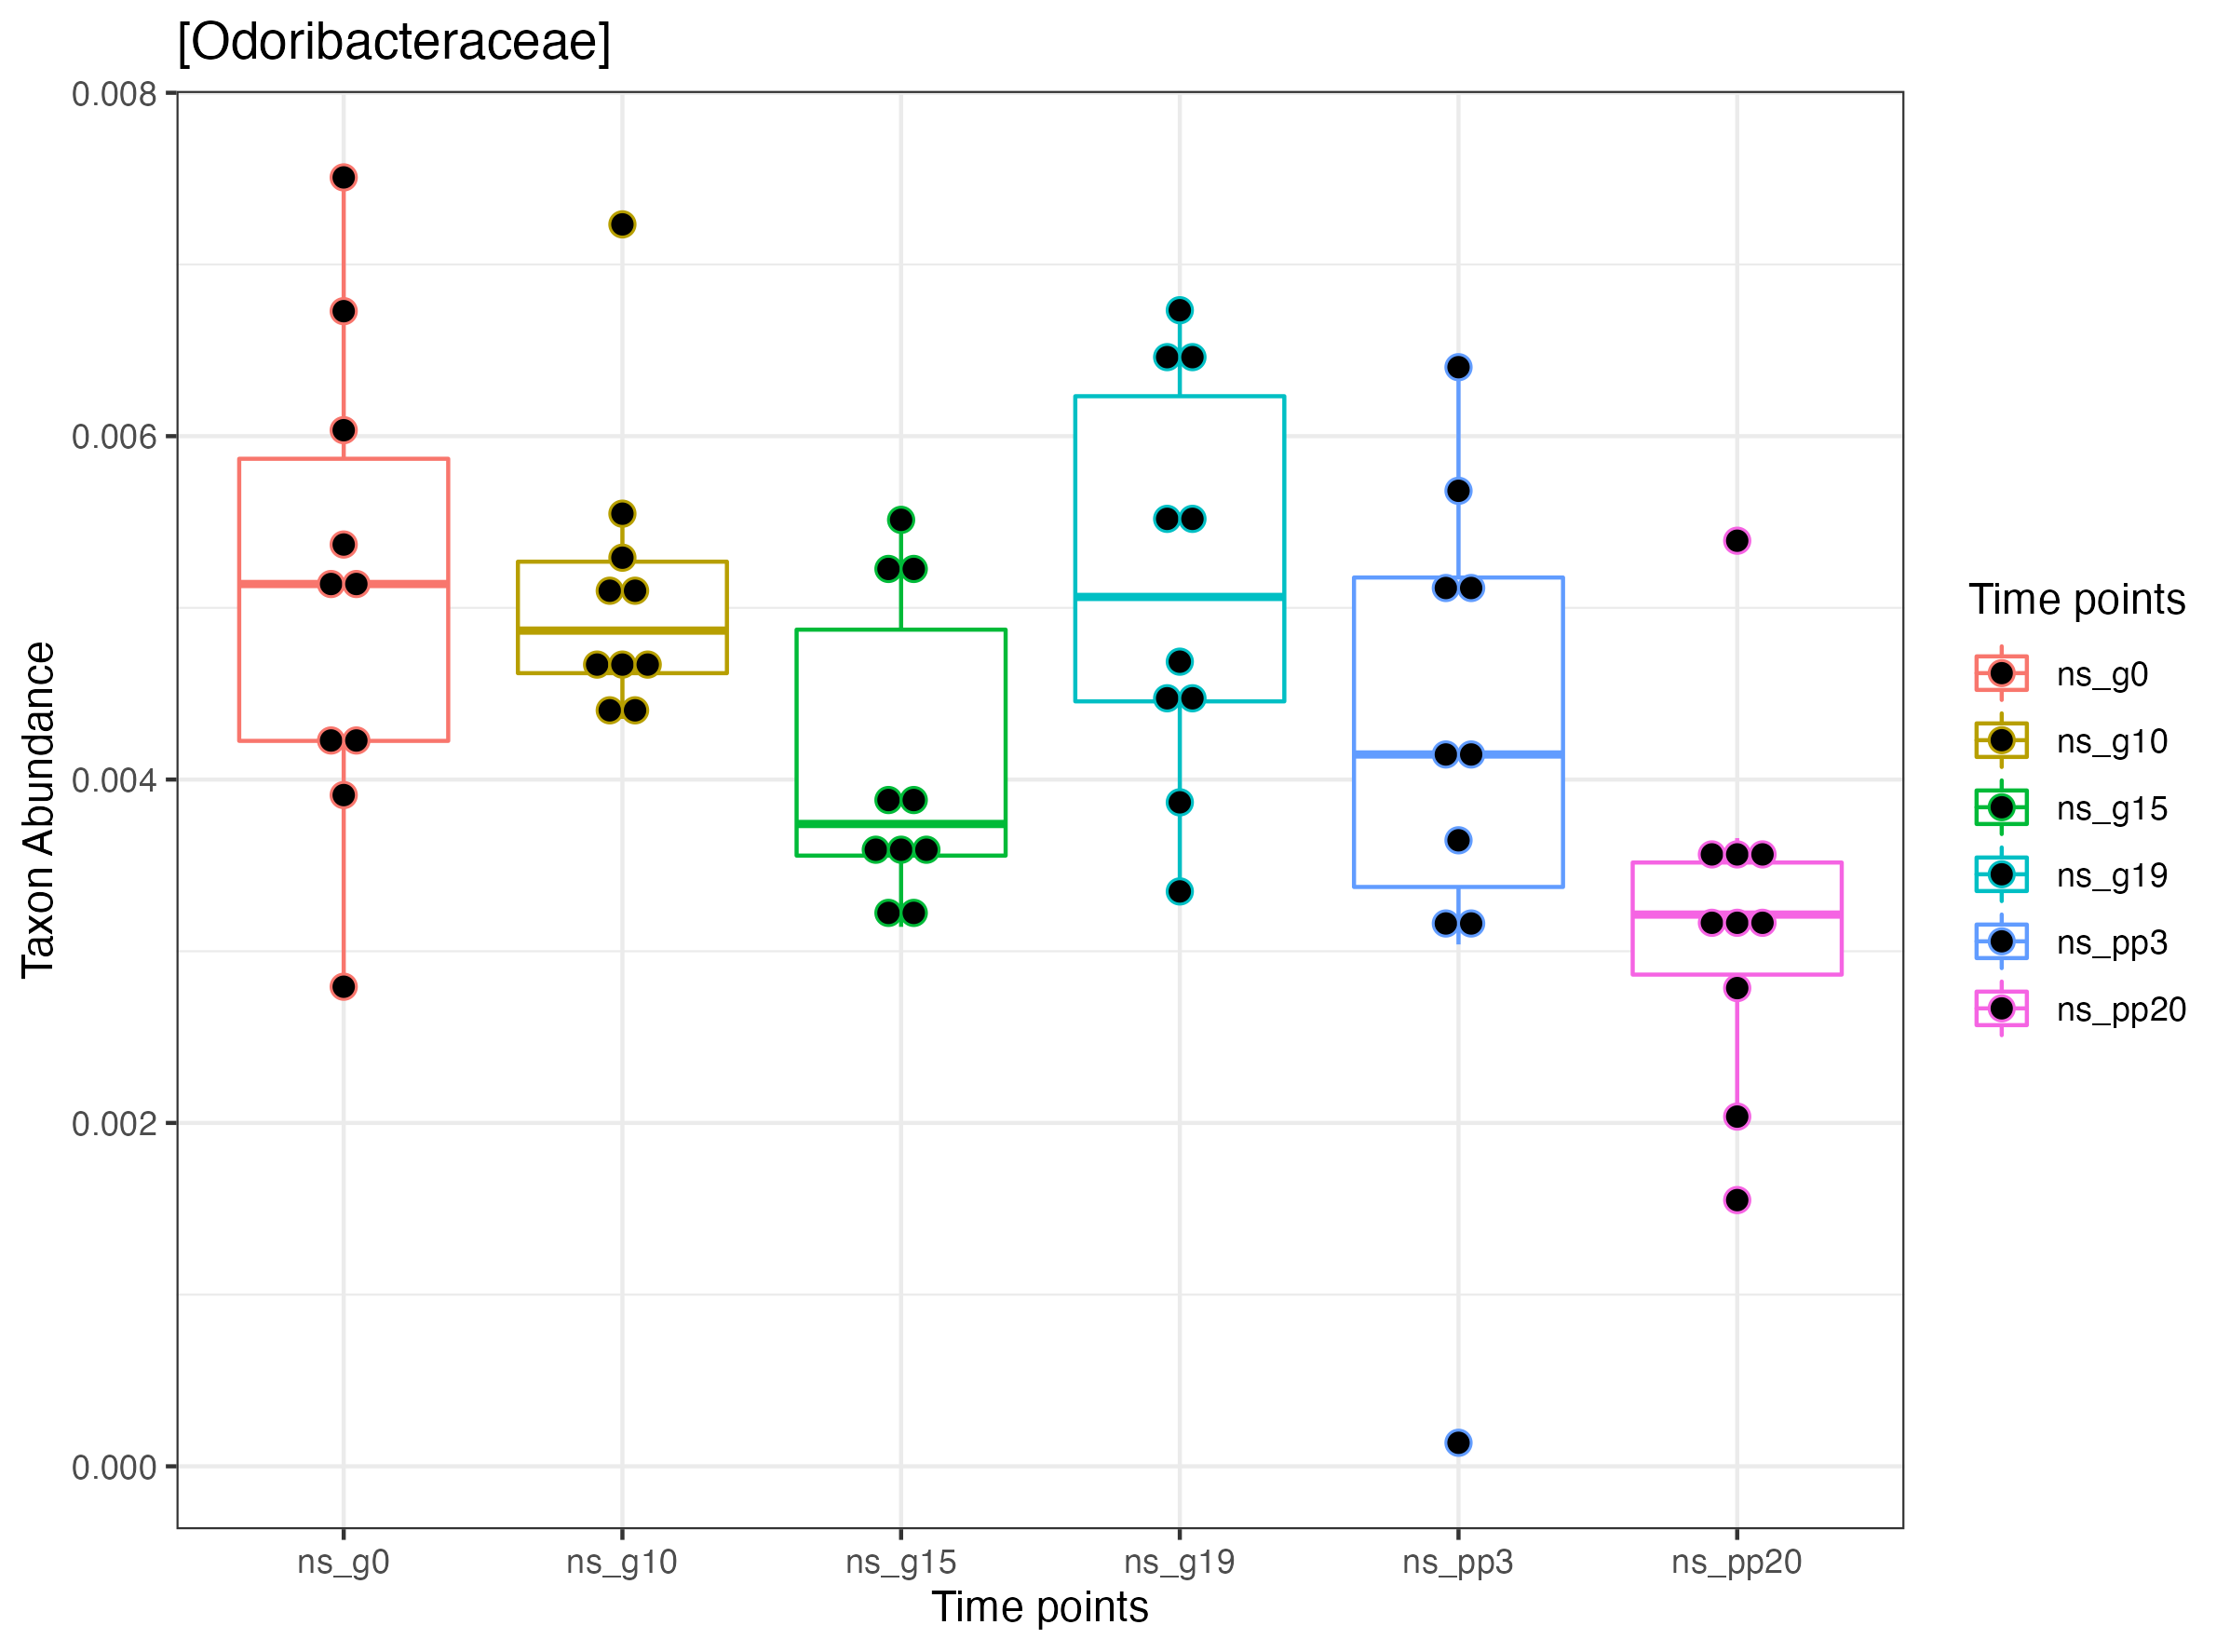 [Odoribacteraceae]
0.008
0.006
0.004
0.002
0.000
Taxon Abundance
ns_g0 ns_g10 ns_g15 ns_g19 ns_pp3 ns_pp20
Time points
Time points
ns_g0
ns_g10
ns_g15
ns_g19
ns_pp3
ns_pp20